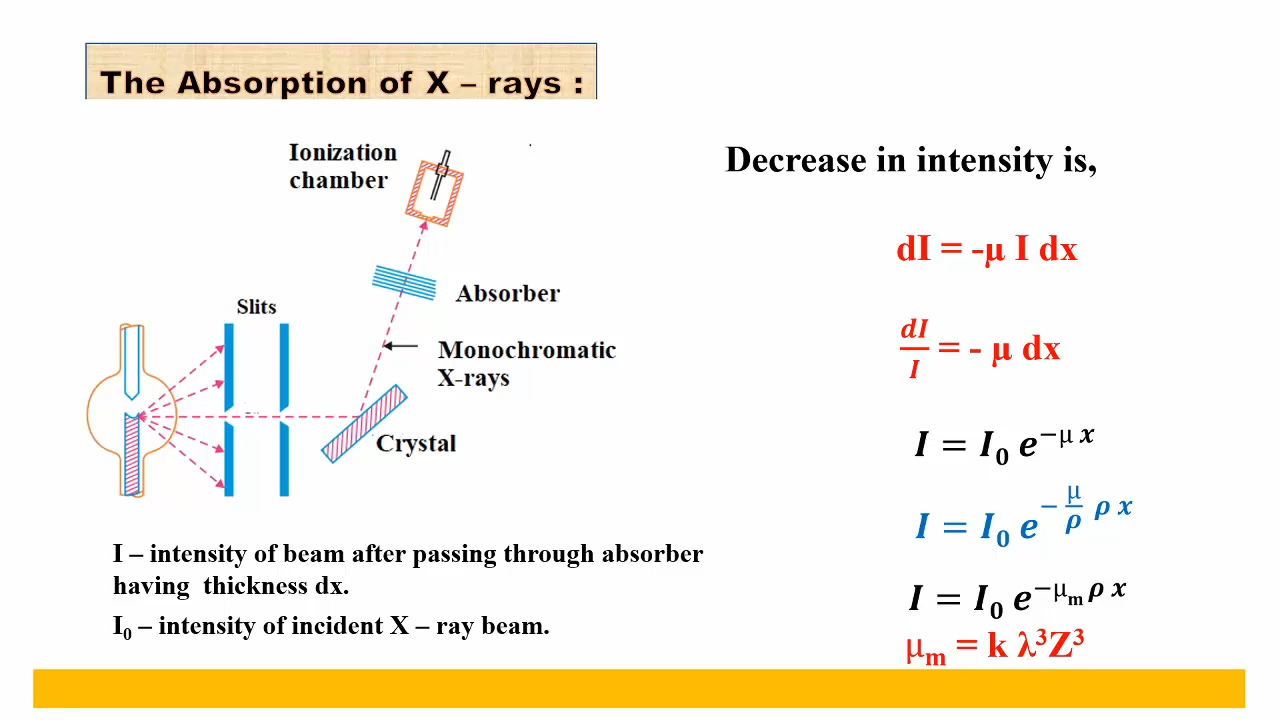 The Absorption of X – rays :
Ionization
chamber
Absorber
Slits
Monochromatic
X-rays
Crystal
I – intensity of beam after passing through absorber
having thickness dx.
I₀ – intensity of incident X – ray beam.
Decrease in intensity is,
dI = -μ I dx
dI/I = - μ dx
I = I₀ e^(−μ x)
I = I₀ e^(− μ/ρ ρ x)
I = I₀ e^(−μₘ ρ x)
μₘ = k λ³Z³